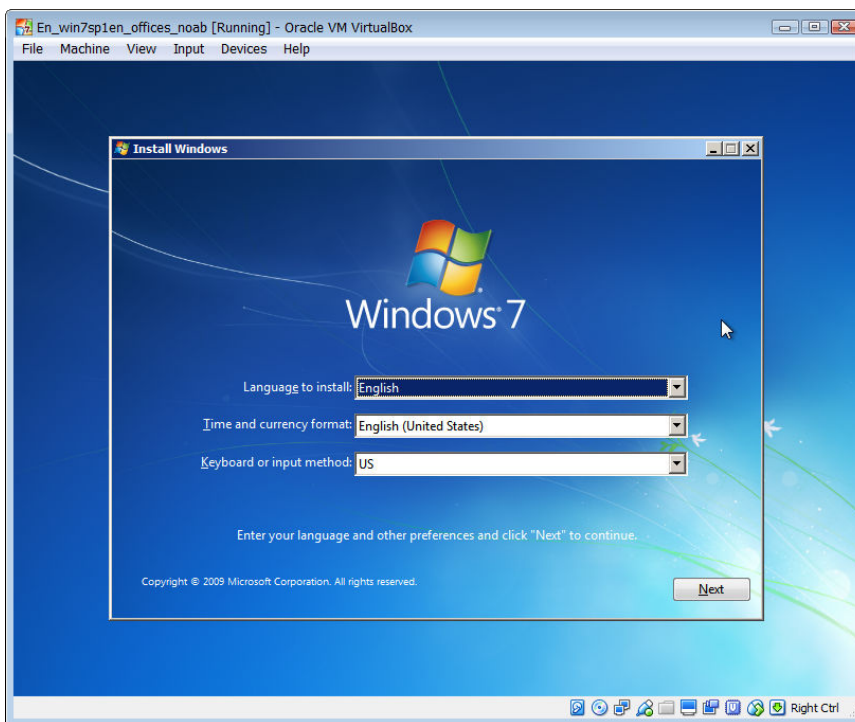 En_win7sp1en_offices_noab [Running] - Oracle VM VirtualBox
File Machine View Input Devices Help
Install Windows
Windows 7
Language to install: English
Time and currency format: English (United States)
Keyboard or input method: US
Enter your language and other preferences and click "Next" to continue.
Copyright © 2009 Microsoft Corporation. All rights reserved.
Next
Right Ctrl